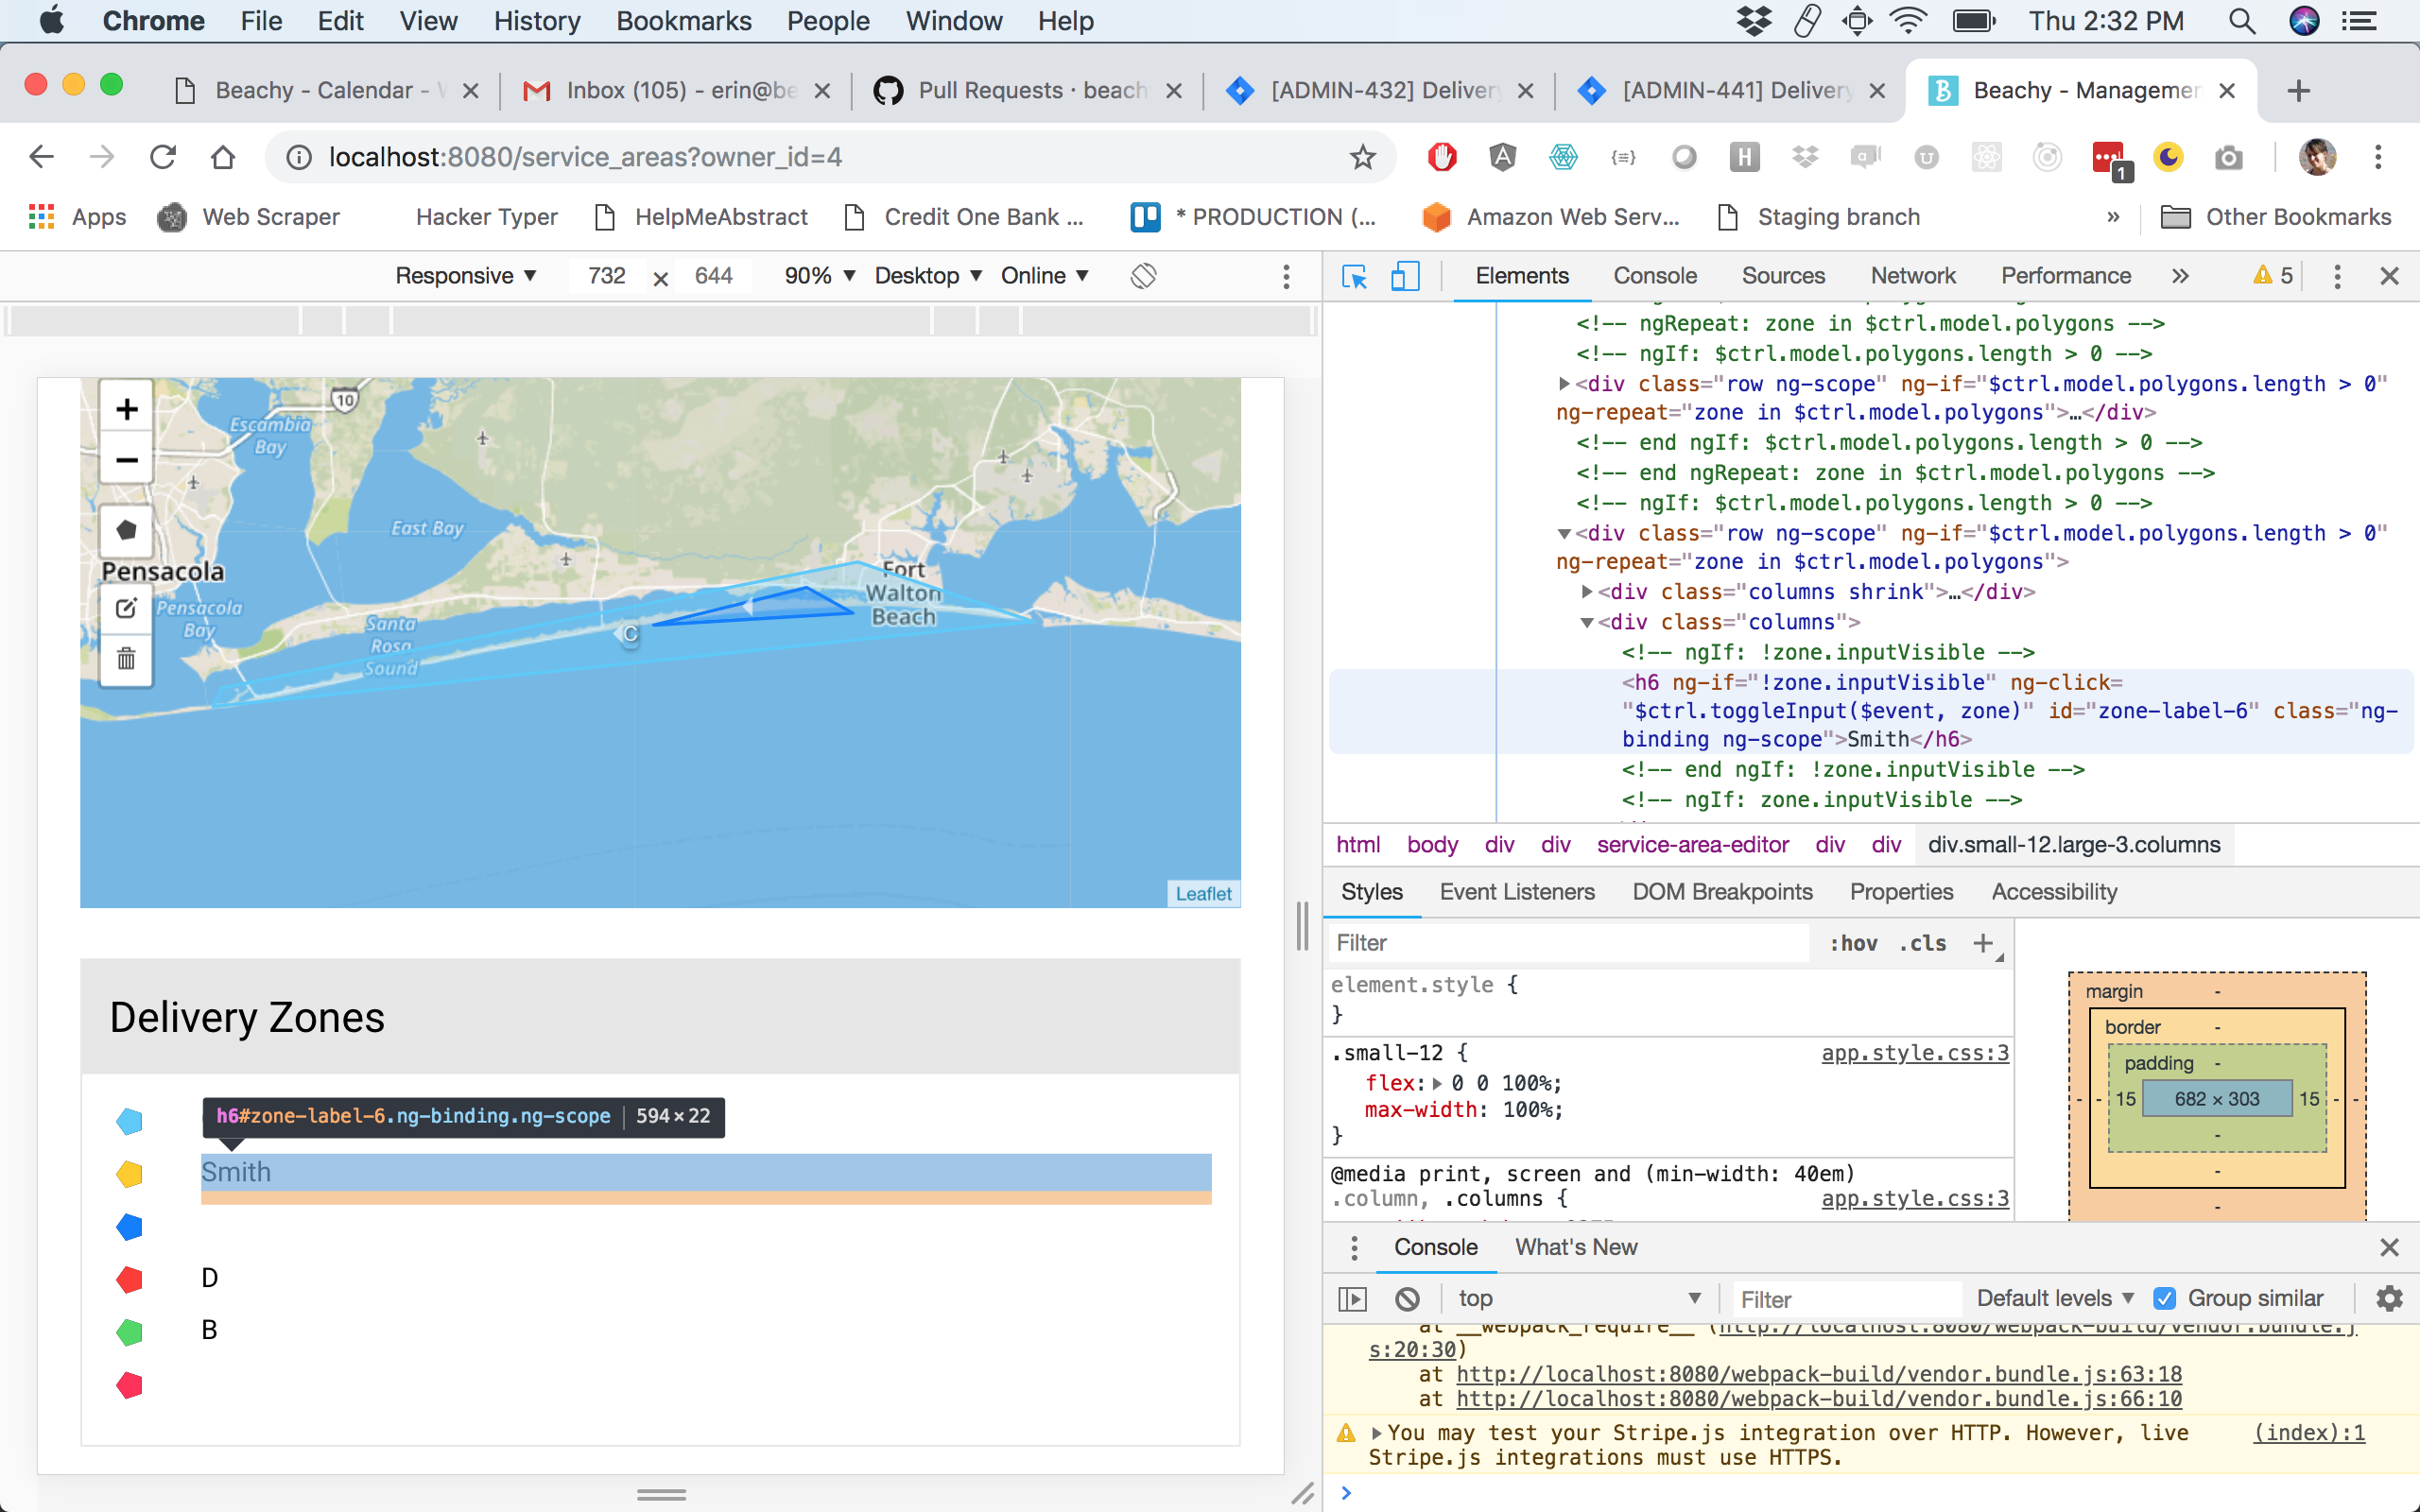 Chrome File Edit View History Bookmarks People Window Help Thu 2:32 PM
Beachy - Calendar - Inbox (105) - erin@be Pull Requests · beach [ADMIN-432] Delivery [ADMIN-441] Delivery Beachy - Managemen
localhost:8080/service_areas?owner_id=4 1
Apps Web Scraper Hacker Typer HelpMeAbstract Credit One Bank ... * PRODUCTION (... Amazon Web Serv... Staging branch » Other Bookmarks
Responsive 732 × 644 90% Desktop Online
Elements Console Sources Network Performance » 5
+
−
10
Escambia
Bay
East Bay
Pensacola
Pensacola
Bay
Santa
Rosa
Sound
C
Fort
Walton
Beach
Leaflet
Delivery Zones
h6#zone-label-6.ng-binding.ng-scope 594 × 22
Smith
D
B
<!-- ngRepeat: zone in $ctrl.model.polygons -->
<!-- ngIf: $ctrl.model.polygons.length > 0 -->
<div class="row ng-scope" ng-if="$ctrl.model.polygons.length > 0"
ng-repeat="zone in $ctrl.model.polygons">…</div>
<!-- end ngIf: $ctrl.model.polygons.length > 0 -->
<!-- end ngRepeat: zone in $ctrl.model.polygons -->
<!-- ngIf: $ctrl.model.polygons.length > 0 -->
<div class="row ng-scope" ng-if="$ctrl.model.polygons.length > 0"
ng-repeat="zone in $ctrl.model.polygons">
<div class="columns shrink">…</div>
<div class="columns">
<!-- ngIf: !zone.inputVisible -->
<h6 ng-if="!zone.inputVisible" ng-click=
"$ctrl.toggleInput($event, zone)" id="zone-label-6" class="ng-
binding ng-scope">Smith</h6>
<!-- end ngIf: !zone.inputVisible -->
<!-- ngIf: zone.inputVisible -->
html body div div service-area-editor div div div.small-12.large-3.columns
Styles Event Listeners DOM Breakpoints Properties Accessibility
Filter :hov .cls +
element.style {
}
.small-12 { app.style.css:3
flex: 0 0 100%;
max-width: 100%;
}
@media print, screen and (min-width: 40em)
.column, .columns { app.style.css:3
margin -
border -
padding -
- - 15 682 × 303 15 - -
-
-
-
Console What's New
top Filter Default levels Group similar
at __webpack_require__ (http://localhost:8080/webpack-build/vendor.bundle.j
s:20:30)
at http://localhost:8080/webpack-build/vendor.bundle.js:63:18
at http://localhost:8080/webpack-build/vendor.bundle.js:66:10
You may test your Stripe.js integration over HTTP. However, live (index):1
Stripe.js integrations must use HTTPS.